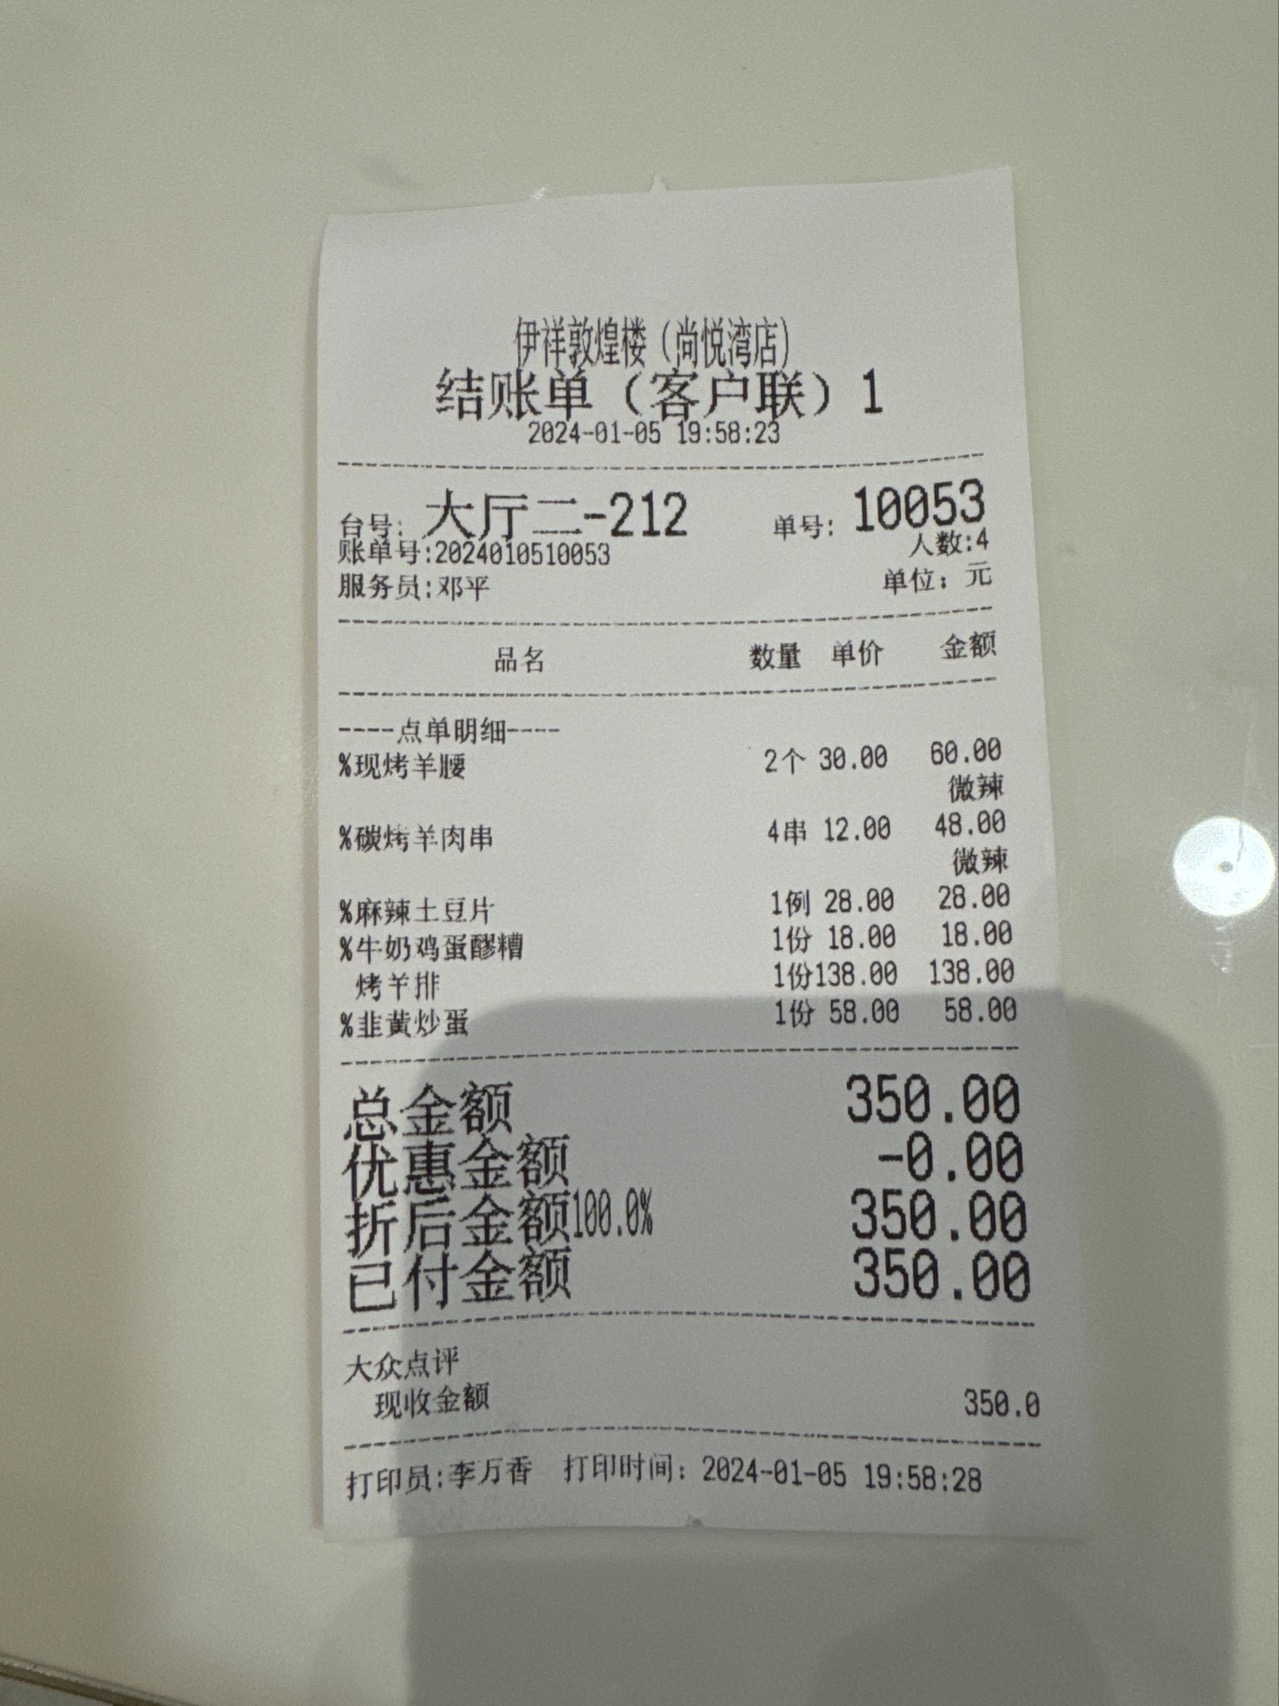 伊祥敦煌楼（尚悦湾店）
结账单（客户联）1
2024-01-05 19:58:23
台号: 大厅二-212 单号: 10053
账单号:2024010510053 人数:4
服务员:邓平 单位：元
品名 数量 单价 金额
----点单明细----
%现烤羊腰 2个 30.00 60.00
微辣
%碳烤羊肉串 4串 12.00 48.00
微辣
%麻辣土豆片 1例 28.00 28.00
%牛奶鸡蛋醪糟 1份 18.00 18.00
烤羊排 1份138.00 138.00
%韭黄炒蛋 1份 58.00 58.00
总金额 350.00
优惠金额 -0.00
折后金额100.0% 350.00
已付金额 350.00
大众点评
现收金额 350.0
打印员:李万香 打印时间：2024-01-05 19:58:28